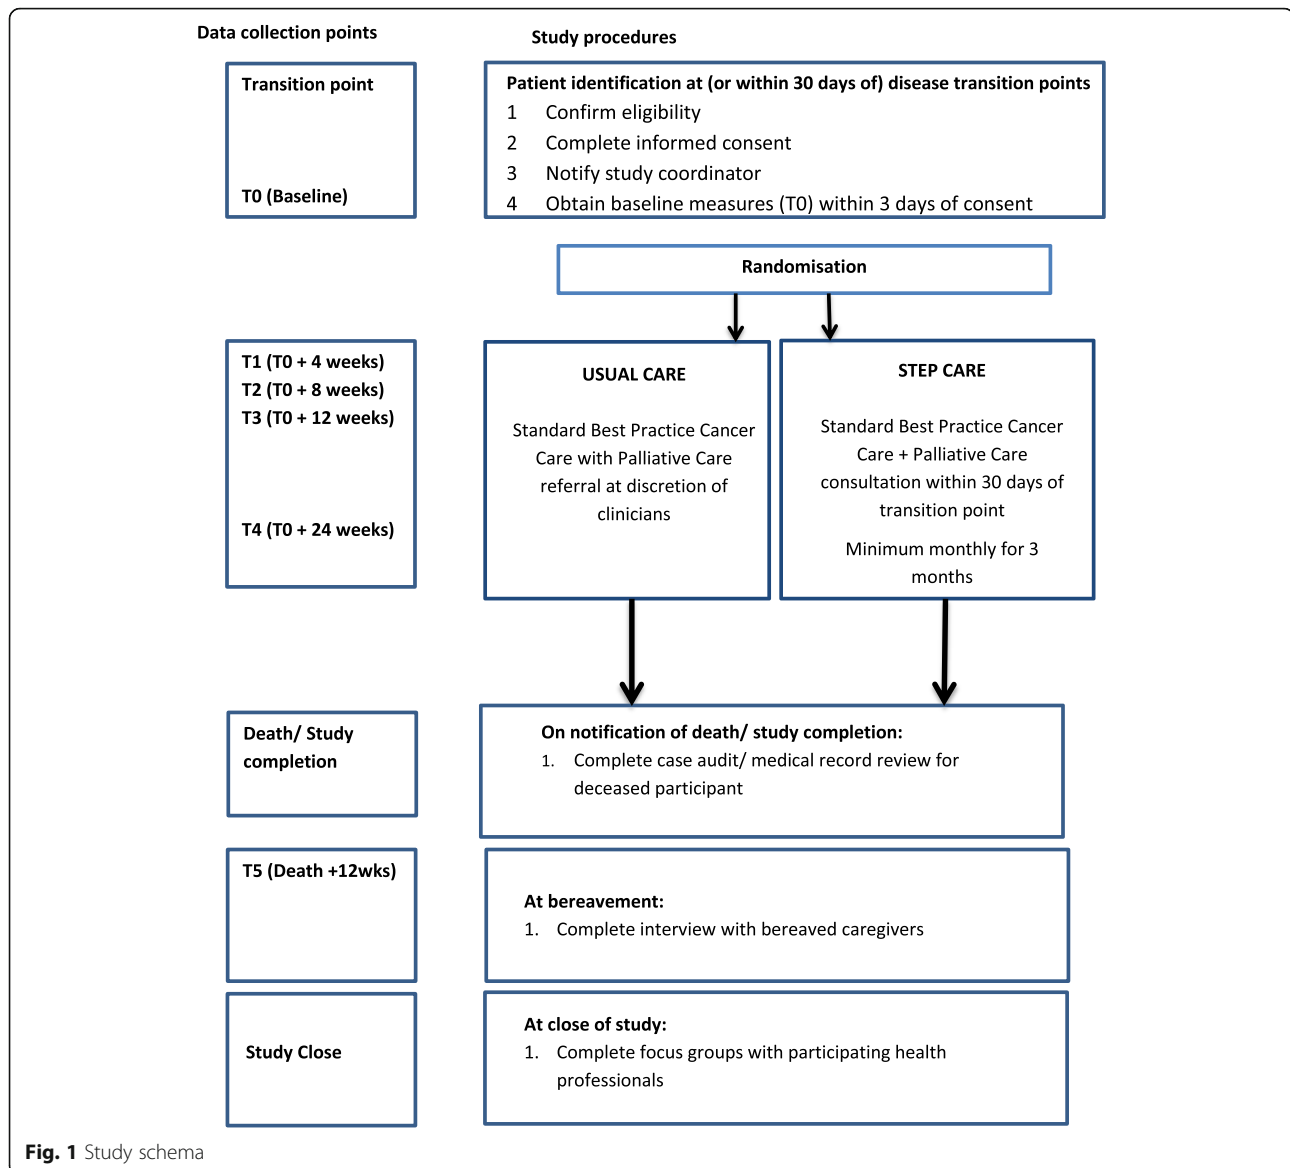 Data collection points
Study procedures
Transition point
T0 (Baseline)
Patient identification at (or within 30 days of) disease transition points
1 Confirm eligibility
2 Complete informed consent
3 Notify study coordinator
4 Obtain baseline measures (T0) within 3 days of consent
Randomisation
T1 (T0 + 4 weeks)
T2 (T0 + 8 weeks)
T3 (T0 + 12 weeks)
T4 (T0 + 24 weeks)
USUAL CARE
Standard Best Practice Cancer
Care with Palliative Care
referral at discretion of
clinicians
STEP CARE
Standard Best Practice Cancer
Care + Palliative Care
consultation within 30 days of
transition point
Minimum monthly for 3
months
Death/ Study
completion
On notification of death/ study completion:
1. Complete case audit/ medical record review for
deceased participant
T5 (Death +12wks)
At bereavement:
1. Complete interview with bereaved caregivers
Study Close
At close of study:
1. Complete focus groups with participating health
professionals
Fig. 1 Study schema